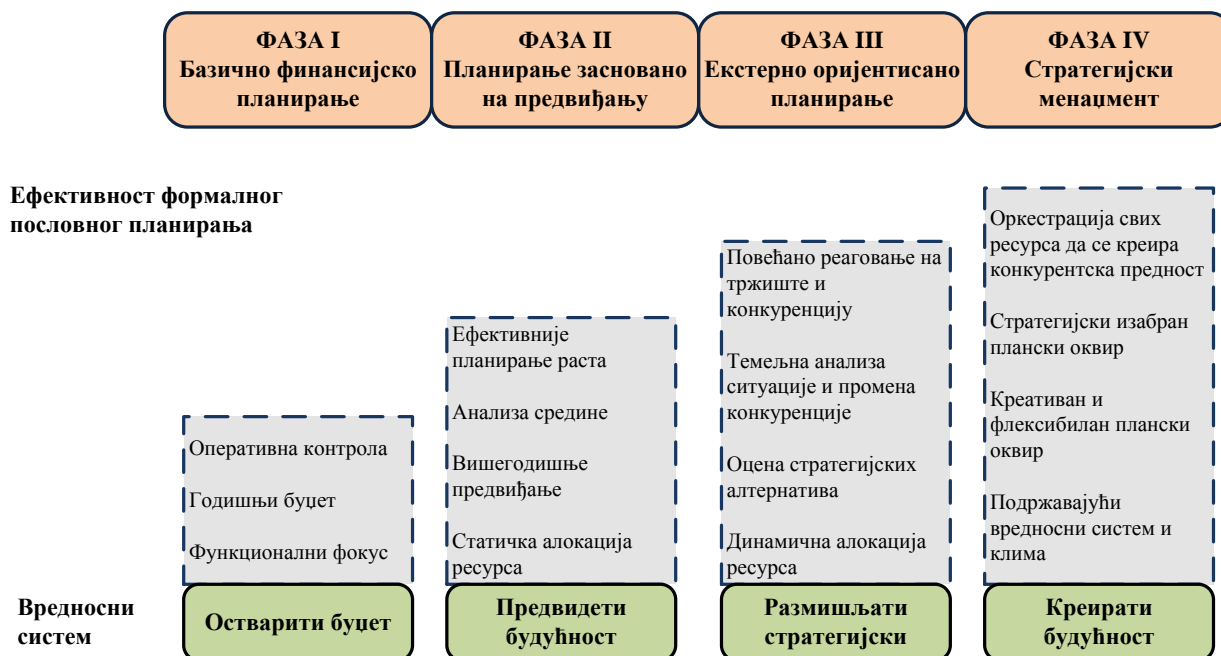 ФАЗА I
Базично финансијско
планирање
ФАЗА II
Планирање засновано
на предвиђању
ФАЗА III
Екстерно оријентисано
планирање
ФАЗА IV
Стратегијски
менаџмент
Ефективност формалног
пословног планирања
Оперативна контрола
Годишњи буџет
Функционални фокус
Ефективније
планирање раста
Анализа средине
Вишегодишње
предвиђање
Статичка алокација
ресурса
Повећано реаговање на
тржиште и
конкуренцију
Темељна анализа
ситуације и промена
конкуренције
Оцена стратегијских
алтернатива
Динамична алокација
ресурса
Оркестрација свих
ресурса да се креира
конкурентска предност
Стратегијски изабран
плански оквир
Креативан и
флексибилан плански
оквир
Подржавајући
вредносни систем и
клима
Вредносни
систем
Остварити буџет
Предвидети
будућност
Размишљати
стратегијски
Креирати
будућност